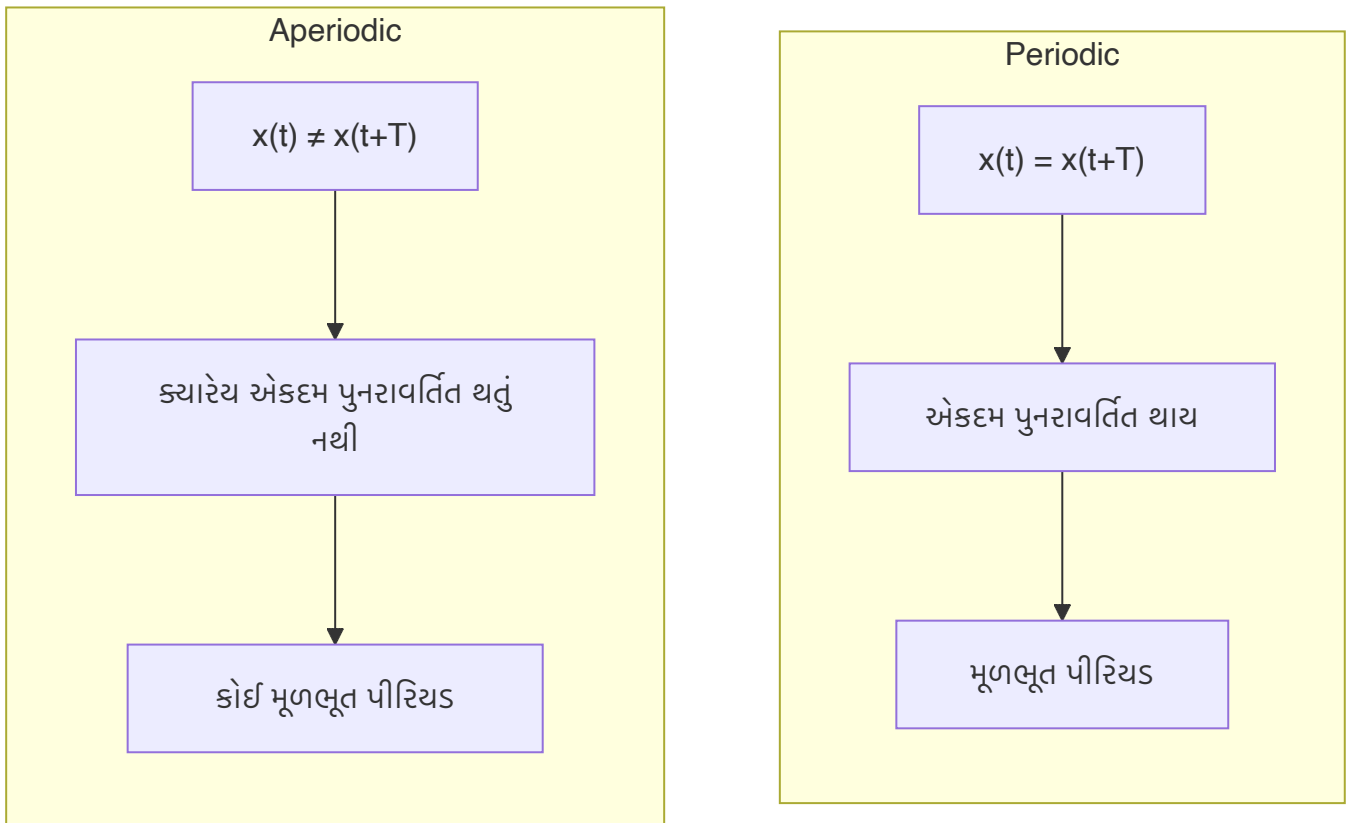 Aperiodic
x(t) ≠ x(t+T)
ક્યારેય એકદમ પુનરાવર્તિત થતું
નથી
કોઈ મૂળભૂત પીરિયડ
Periodic
x(t) = x(t+T)
એકદમ પુનરાવર્તિત થાય
મૂળભૂત પીરિયડ